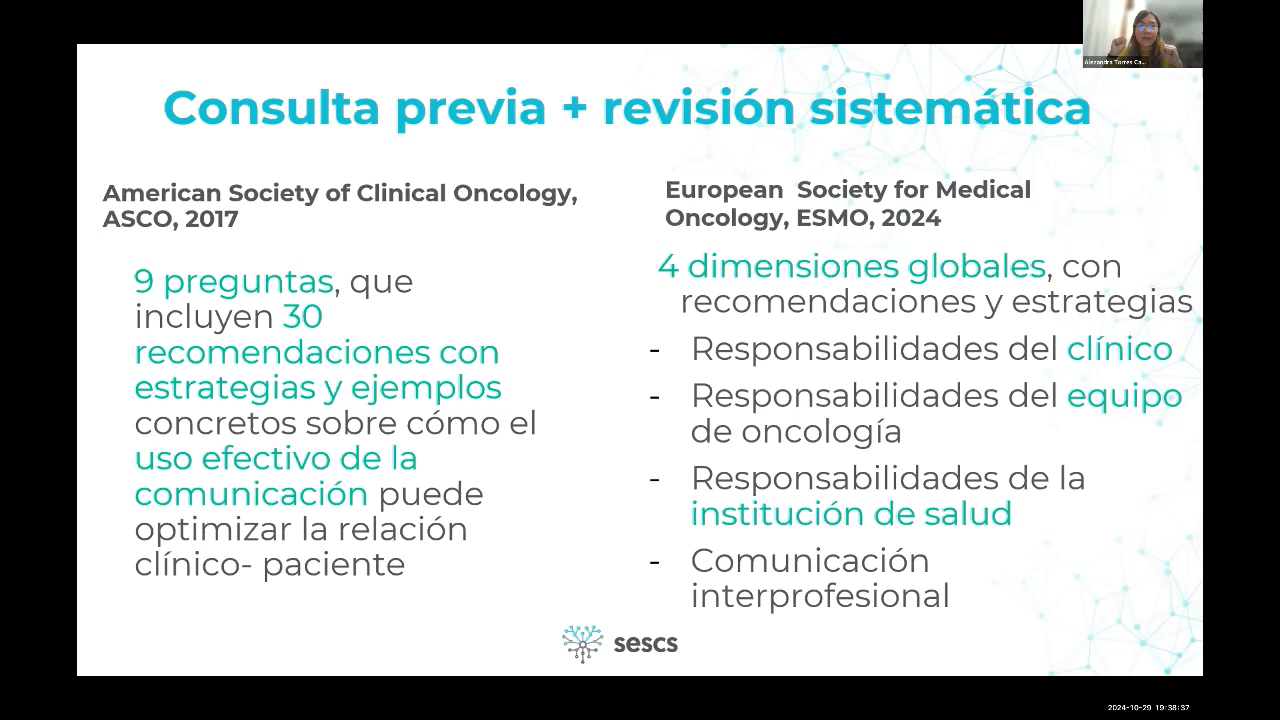 Alezandra Torres Ca...
Consulta previa + revisión sistemática
American Society of Clinical Oncology,
ASCO, 2017
9 preguntas, que
incluyen 30
recomendaciones con
estrategias y ejemplos
concretos sobre cómo el
uso efectivo de la
comunicación puede
optimizar la relación
clínico- paciente
European Society for Medical
Oncology, ESMO, 2024
4 dimensiones globales, con
recomendaciones y estrategias
- Responsabilidades del clínico
- Responsabilidades del equipo
de oncología
- Responsabilidades de la
institución de salud
- Comunicación
interprofesional
sescs
2024-10-29 19:38:37